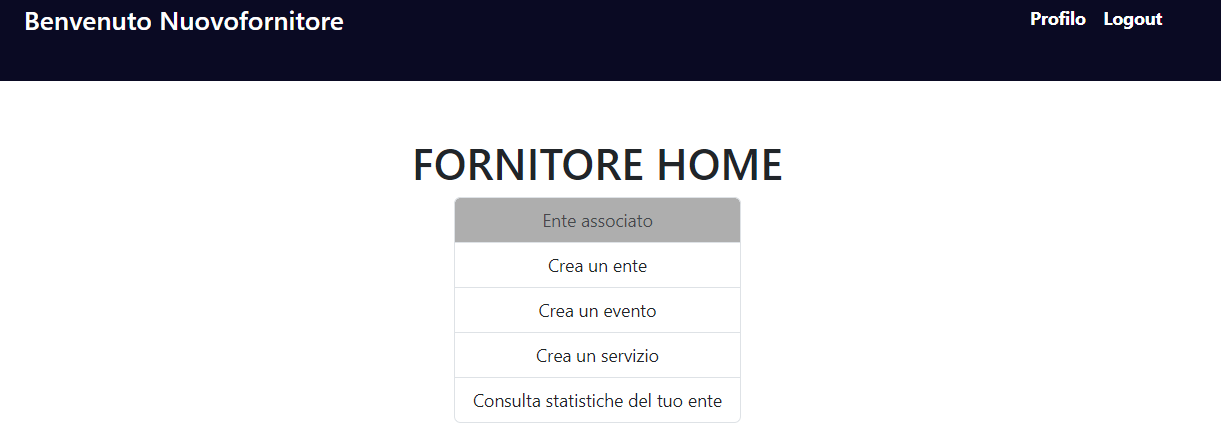 Benvenuto Nuovofornitore
Profilo Logout
FORNITORE HOME
Ente associato
Crea un ente
Crea un evento
Crea un servizio
Consulta statistiche del tuo ente